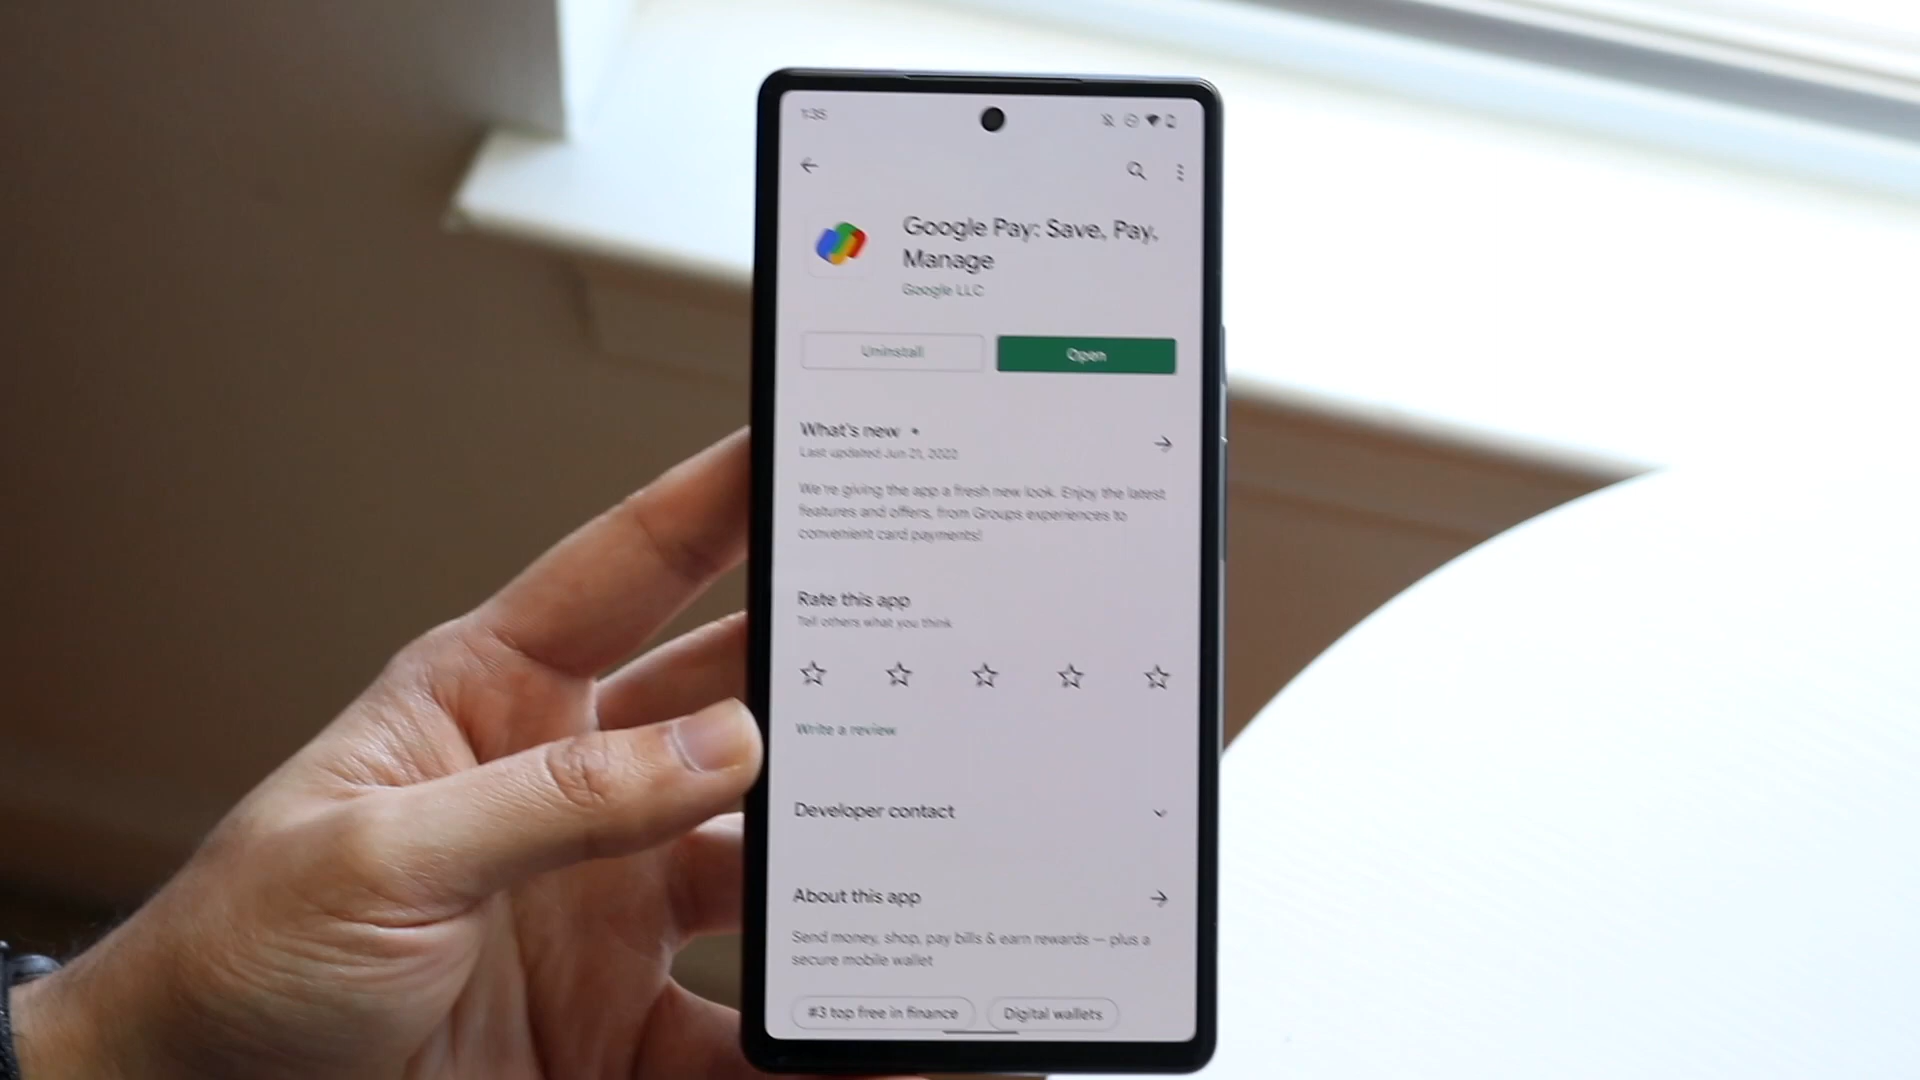 1:35
Google Pay: Save, Pay,
Manage
Google LLC
Uninstall
Open
What's new •
Last updated Jun 21, 2022
We're giving the app a fresh new look. Enjoy the latest
features and offers, from Groups experiences to
convenient card payments!
Rate this app
Tell others what you think
Write a review
Developer contact
About this app
Send money, shop, pay bills & earn rewards — plus a
secure mobile wallet
#3 top free in finance
Digital wallets